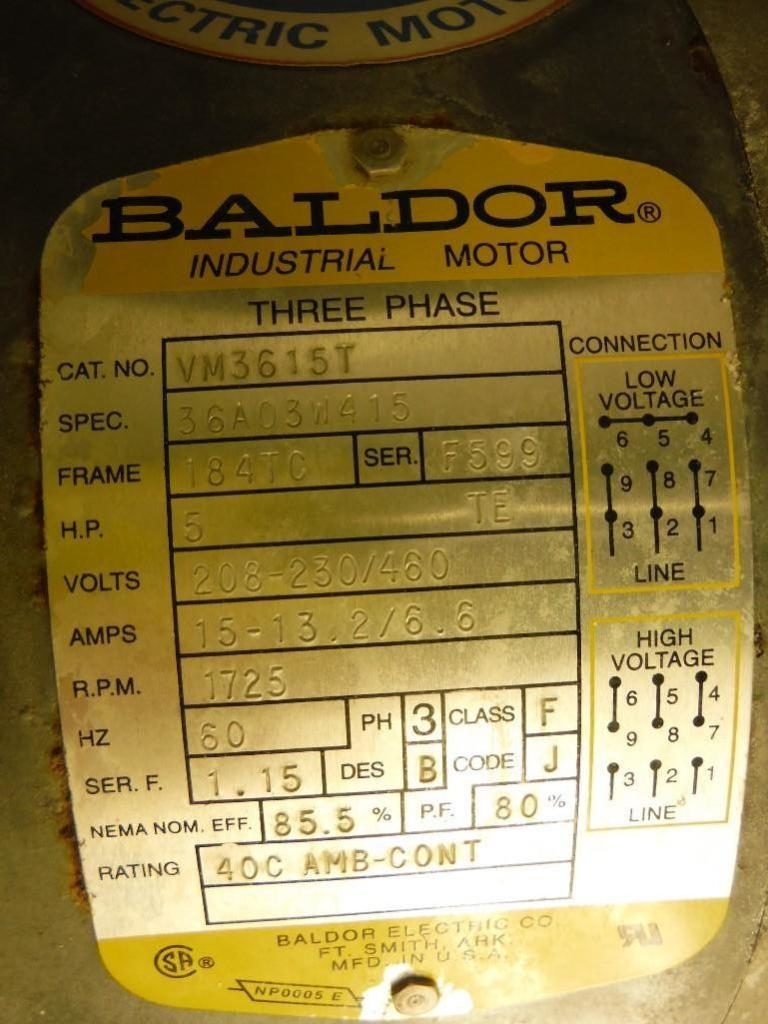 ECTRIC MOTO
BALDOR®
INDUSTRIAL MOTOR
THREE PHASE
CAT. NO. VM3615T
SPEC. 36A03W415
FRAME 184TC SER. F599
H.P. 5 TE
VOLTS 208-230/460
AMPS 15-13.2/6.6
R.P.M. 1725
HZ 60 PH 3 CLASS F
SER. F. 1.15 DES B CODE J
NEMA NOM. EFF. 85.5 % P.F. 80 %
RATING 40C AMB-CONT
CONNECTION
LOW
VOLTAGE
6 5 4
9 8 7
3 2 1
LINE
HIGH
VOLTAGE
6 5 4
9 8 7
3 2 1
LINE
BALDOR ELECTRIC CO
FT. SMITH, ARK.
MFD. IN U.S.A.
SA®
NP0005 E
RU